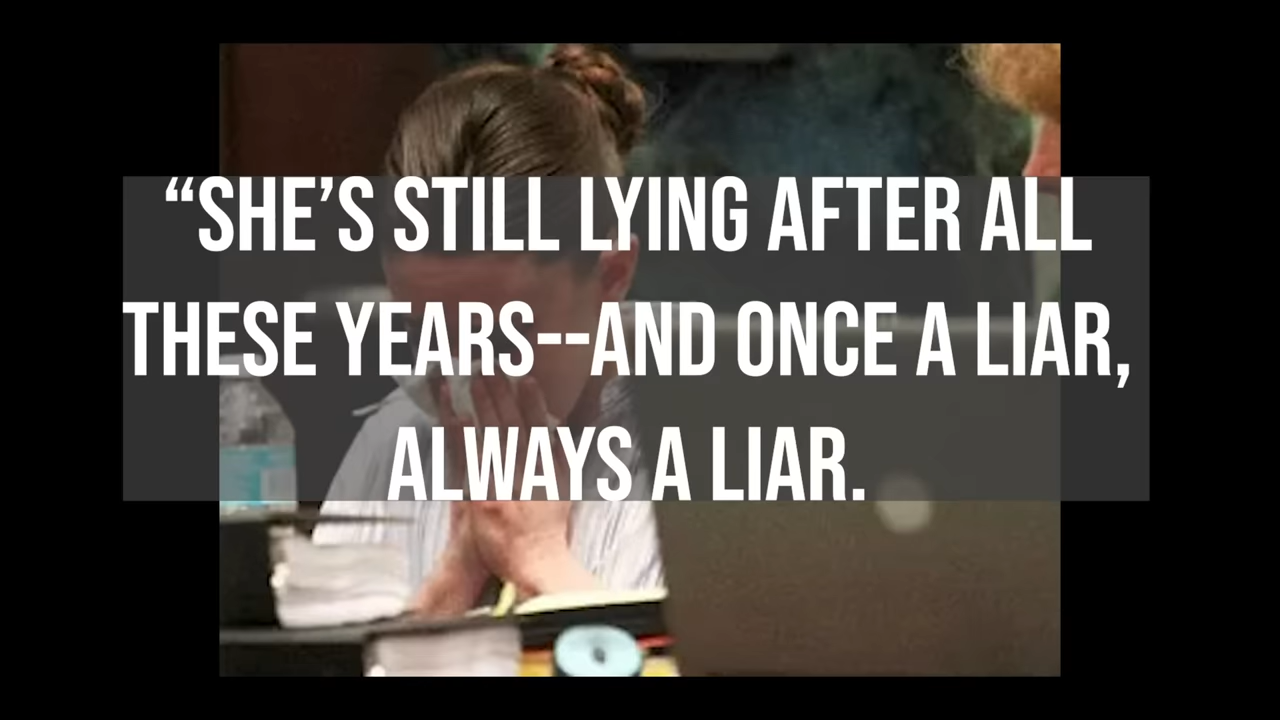 “SHE’S STILL LYING AFTER ALL
THESE YEARS--AND ONCE A LIAR,
ALWAYS A LIAR.